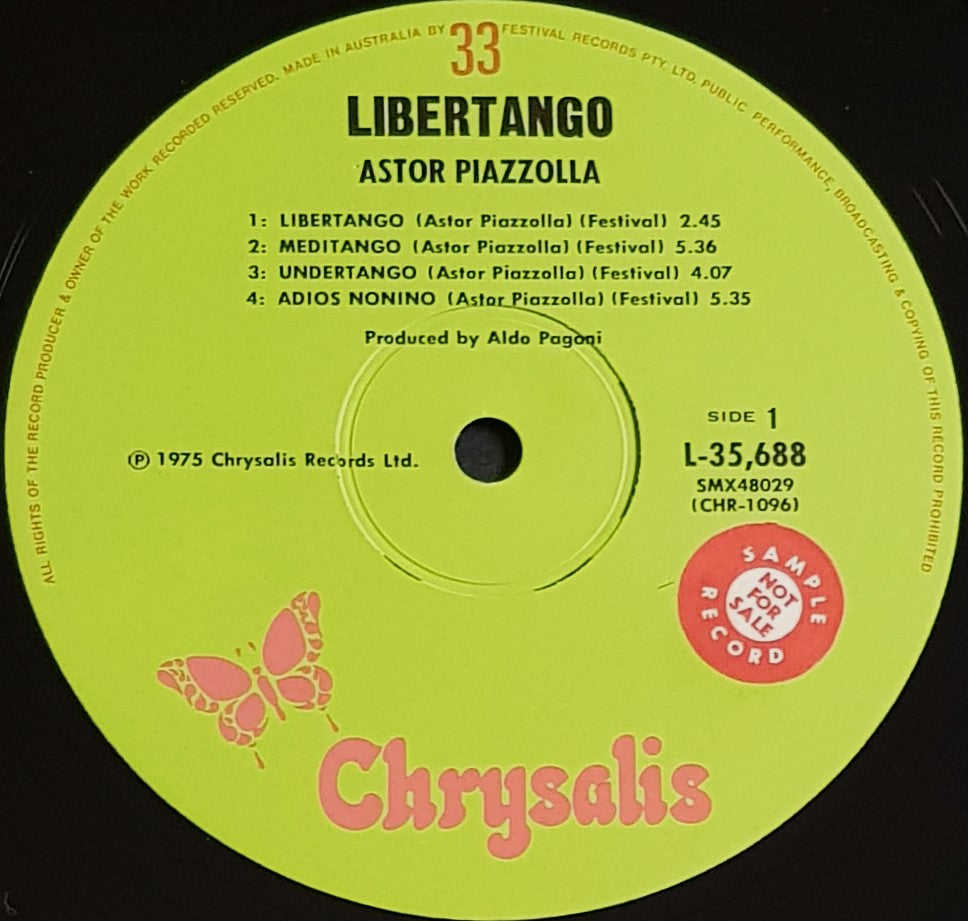 ALL RIGHTS OF THE RECORD PRODUCER & OWNER OF THE WORK RECORDED RESERVED. MADE IN AUSTRALIA BY FESTIVAL RECORDS PTY. LTD. PUBLIC PERFORMANCE, BROADCASTING & COPYING OF THIS RECORD PROHIBITED
33
LIBERTANGO
ASTOR PIAZZOLLA
1: LIBERTANGO (Astor Piazzolla) (Festival) 2.45
2: MEDITANGO (Astor Piazzolla) (Festival) 5.36
3: UNDERTANGO (Astor Piazzolla) (Festival) 4.07
4: ADIOS NONINO (Astor Piazzolla) (Festival) 5.35
Produced by Aldo Pagani
SIDE 1
L-35,688
SMX48029
(CHR-1096)
℗ 1975 Chrysalis Records Ltd.
SAMPLE RECORD
NOT
FOR
SALE
Chrysalis